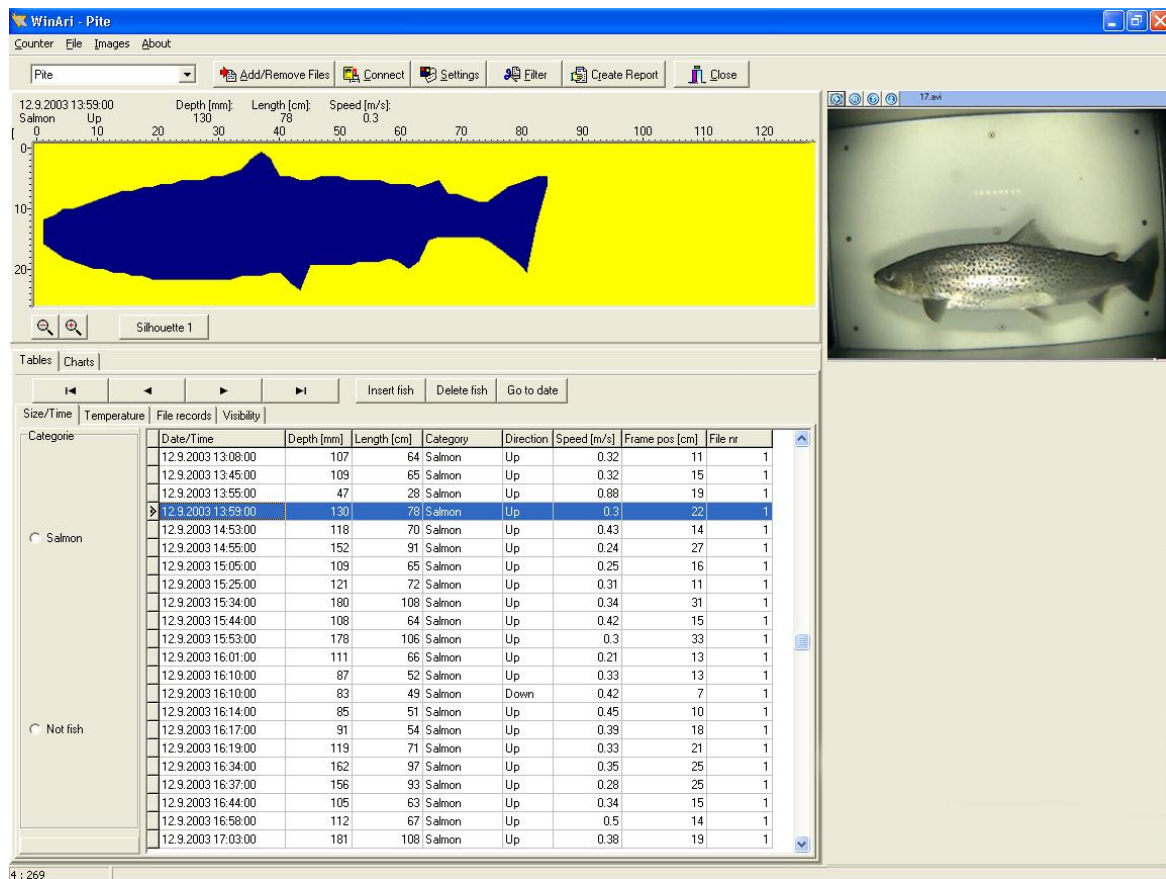 WinAri - Pite
Counter File Images About
Pite Add/Remove Files Connect Settings Filter Create Report Close
12.9.2003 13:59:00 Depth [mm]: Length [cm]: Speed [m/s]:
Salmon Up 130 78 0.3
[ 0 10 20 30 40 50 60 70 80 90 100 110 120
0
10
20
17.avi
Silhouette 1
Tables Charts
Insert fish Delete fish Go to date
Size/Time Temperature File records Visibility
Categorie
Salmon
Not fish
Date/Time Depth [mm] Length [cm] Category Direction Speed [m/s] Frame pos [cm] File nr
12.9.2003 13:08:00 107 64 Salmon Up 0.32 11 1
12.9.2003 13:45:00 109 65 Salmon Up 0.32 15 1
12.9.2003 13:55:00 47 28 Salmon Up 0.88 19 1
12.9.2003 13:59:00 130 78 Salmon Up 0.3 22 1
12.9.2003 14:53:00 118 70 Salmon Up 0.43 14 1
12.9.2003 14:55:00 152 91 Salmon Up 0.24 27 1
12.9.2003 15:05:00 109 65 Salmon Up 0.25 16 1
12.9.2003 15:25:00 121 72 Salmon Up 0.31 11 1
12.9.2003 15:34:00 180 108 Salmon Up 0.34 31 1
12.9.2003 15:44:00 108 64 Salmon Up 0.42 15 1
12.9.2003 15:53:00 178 106 Salmon Up 0.3 33 1
12.9.2003 16:01:00 111 66 Salmon Up 0.21 13 1
12.9.2003 16:10:00 87 52 Salmon Up 0.33 13 1
12.9.2003 16:10:00 83 49 Salmon Down 0.42 7 1
12.9.2003 16:14:00 85 51 Salmon Up 0.45 10 1
12.9.2003 16:17:00 91 54 Salmon Up 0.39 18 1
12.9.2003 16:19:00 119 71 Salmon Up 0.33 21 1
12.9.2003 16:34:00 162 97 Salmon Up 0.35 25 1
12.9.2003 16:37:00 156 93 Salmon Up 0.28 25 1
12.9.2003 16:44:00 105 63 Salmon Up 0.34 15 1
12.9.2003 16:58:00 112 67 Salmon Up 0.5 14 1
12.9.2003 17:03:00 181 108 Salmon Up 0.38 19 1
4 : 269